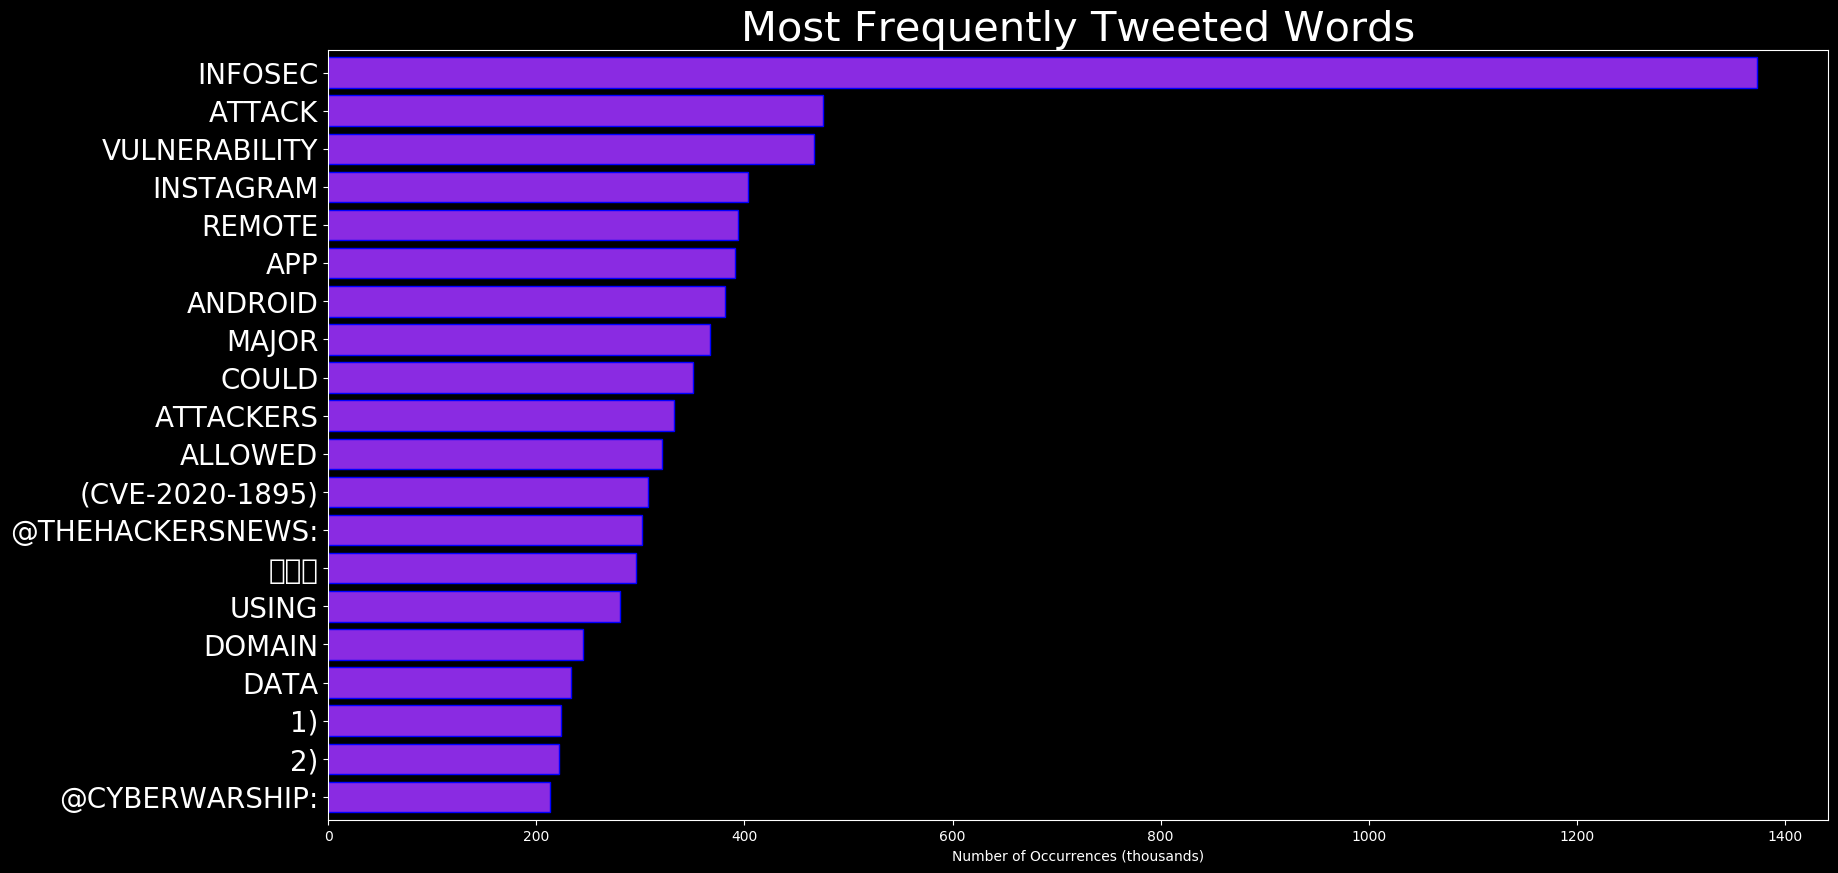 Most Frequently Tweeted Words
INFOSEC
ATTACK
VULNERABILITY
INSTAGRAM
REMOTE
APP
ANDROID
MAJOR
COULD
ATTACKERS
ALLOWED
(CVE-2020-1895)
@THEHACKERSNEWS:
USING
DOMAIN
DATA
1)
2)
@CYBERWARSHIP:
0 200 400 600 800 1000 1200 1400
Number of Occurrences (thousands)